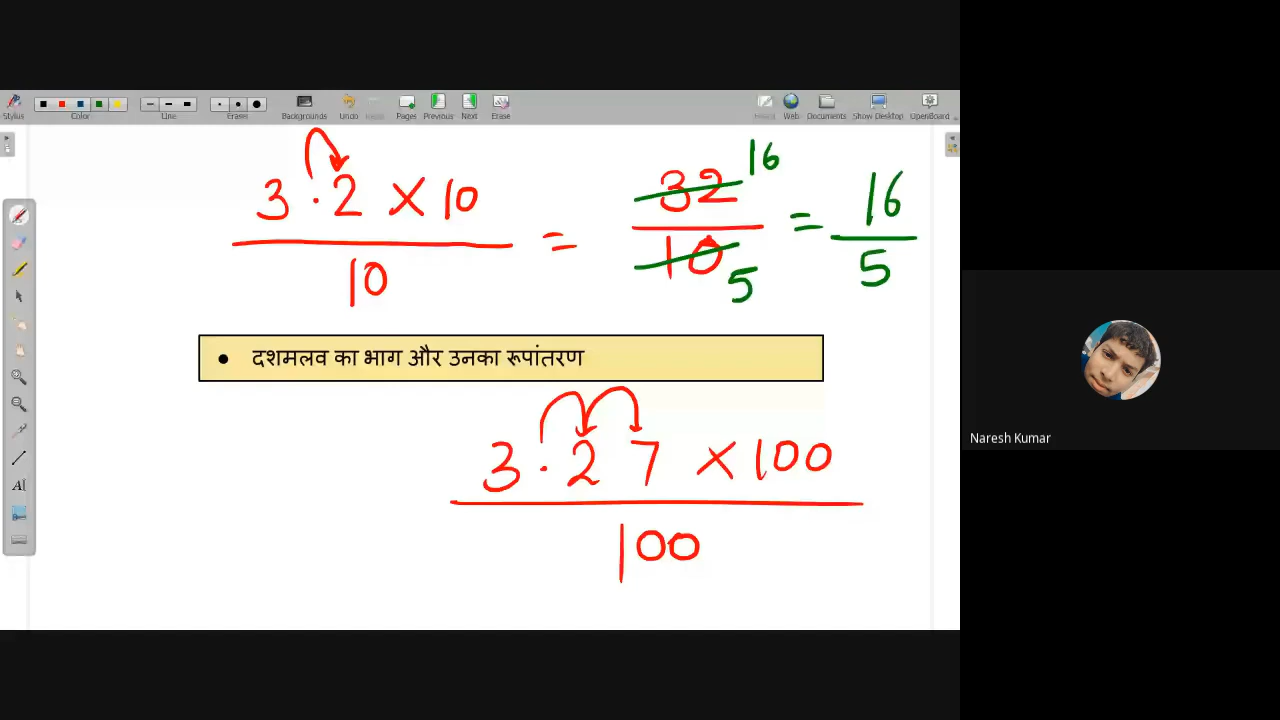 Stylus Color Line Eraser Backgrounds Undo Pages Previous Next Erase Web Documents Show Desktop OpenBoard
3.2 × 10 / 10 = 32 / 10 = 16 / 5
16
5
• दशमलव का भाग और उनका रूपांतरण
3.27 × 100
100
Naresh Kumar